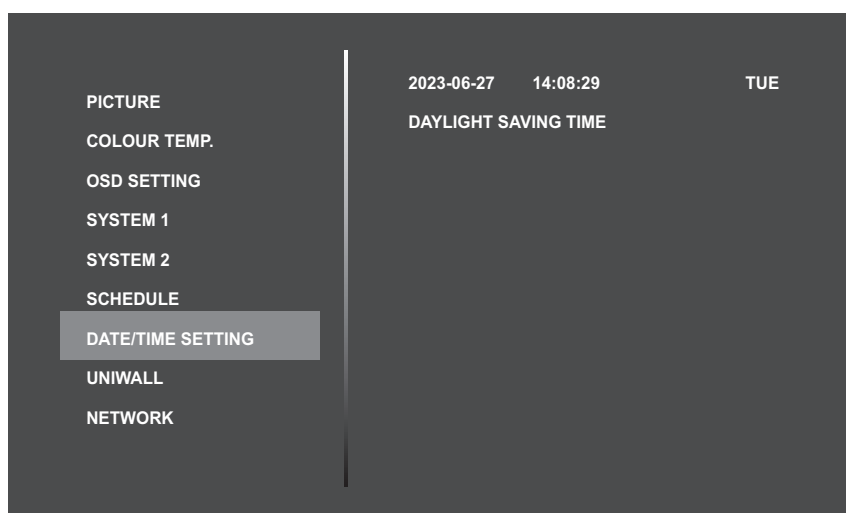 PICTURE
COLOUR TEMP.
OSD SETTING
SYSTEM 1
SYSTEM 2
SCHEDULE
DATE/TIME SETTING
UNIWALL
NETWORK
2023-06-27 14:08:29 TUE
DAYLIGHT SAVING TIME